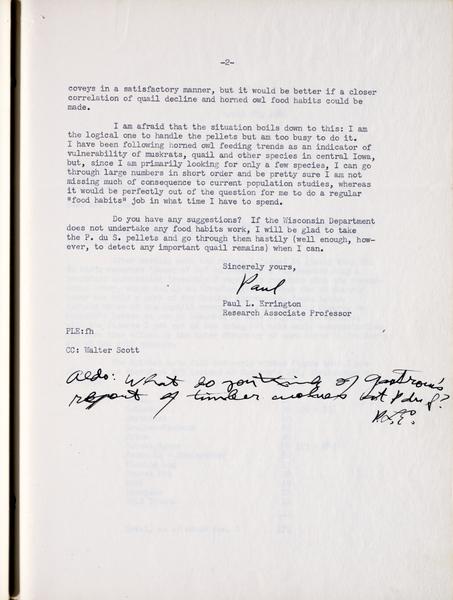 -2-
coveys in a satisfactory manner, but it would be better if a closer
correlation of quail decline and horned owl food habits could be
made.
I am afraid that the situation boils down to this: I am
the logical one to handle the pellets but am too busy to do it.
I have been following horned owl feeding trends as an indicator of
vulnerability of muskrats, quail and other species in central Iowa,
but, since I am primarily looking for only a few species, I can go
through large numbers in short order and be pretty sure I am not
missing much of consequence to current population studies, whereas
it would be perfectly out of the question for me to do a regular
"food habits" job in what time I have to spend.
Do you have any suggestions? If the Wisconsin Department
does not undertake any food habits work, I will be glad to take
the P. du S. pellets and go through them hastily (well enough, how-
ever, to detect any important quail remains) when I can.
Sincerely yours,
Paul
Paul L. Errington
Research Associate Professor
PLE:fh
CC: Walter Scott
Aldo: What do you think of Gastrow's
report of timber at P du S?
P.L.E.